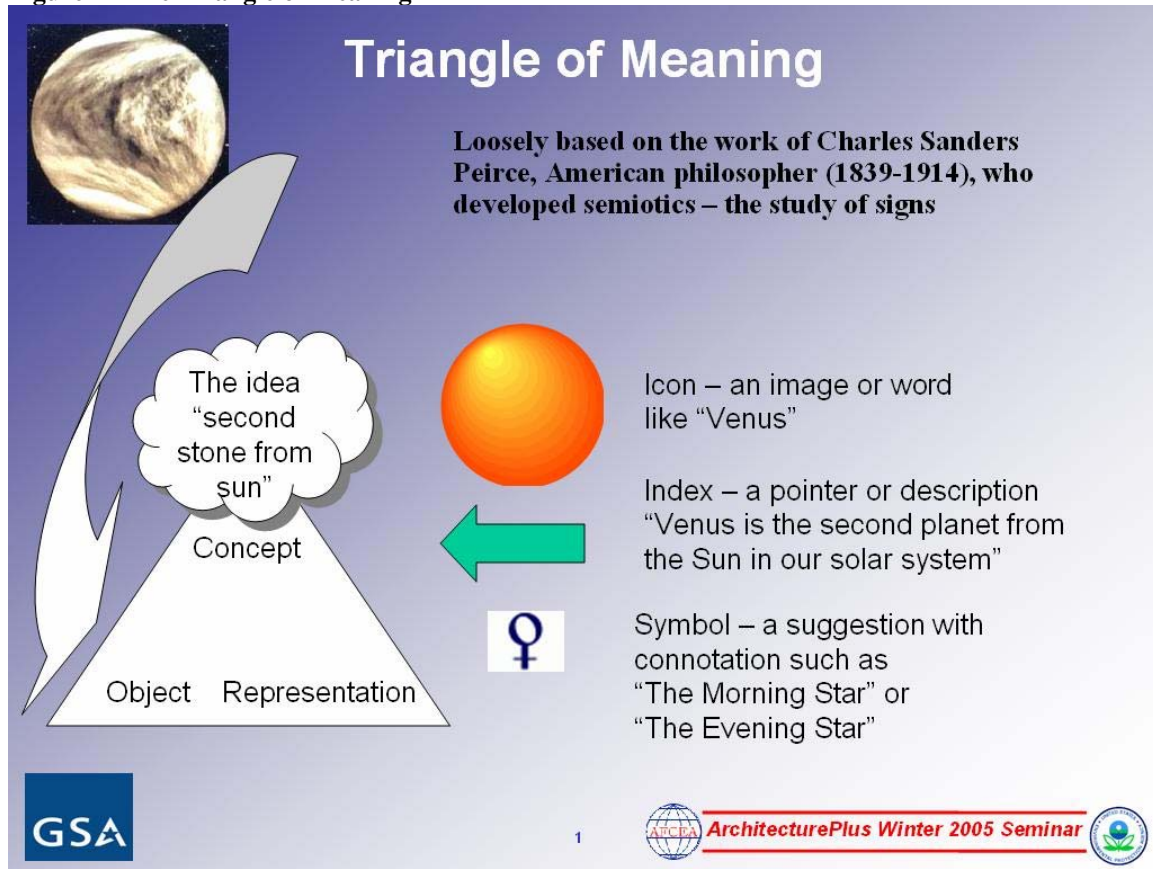 Triangle of Meaning
Loosely based on the work of Charles Sanders
Peirce, American philosopher (1839-1914), who
developed semiotics – the study of signs
The idea
“second
stone from
sun”
Concept
Object Representation
Icon – an image or word
like “Venus”
Index – a pointer or description
“Venus is the second planet from
the Sun in our solar system”
Symbol – a suggestion with
connotation such as
“The Morning Star” or
“The Evening Star”
GSA
1
AFCEA
ArchitecturePlus Winter 2005 Seminar